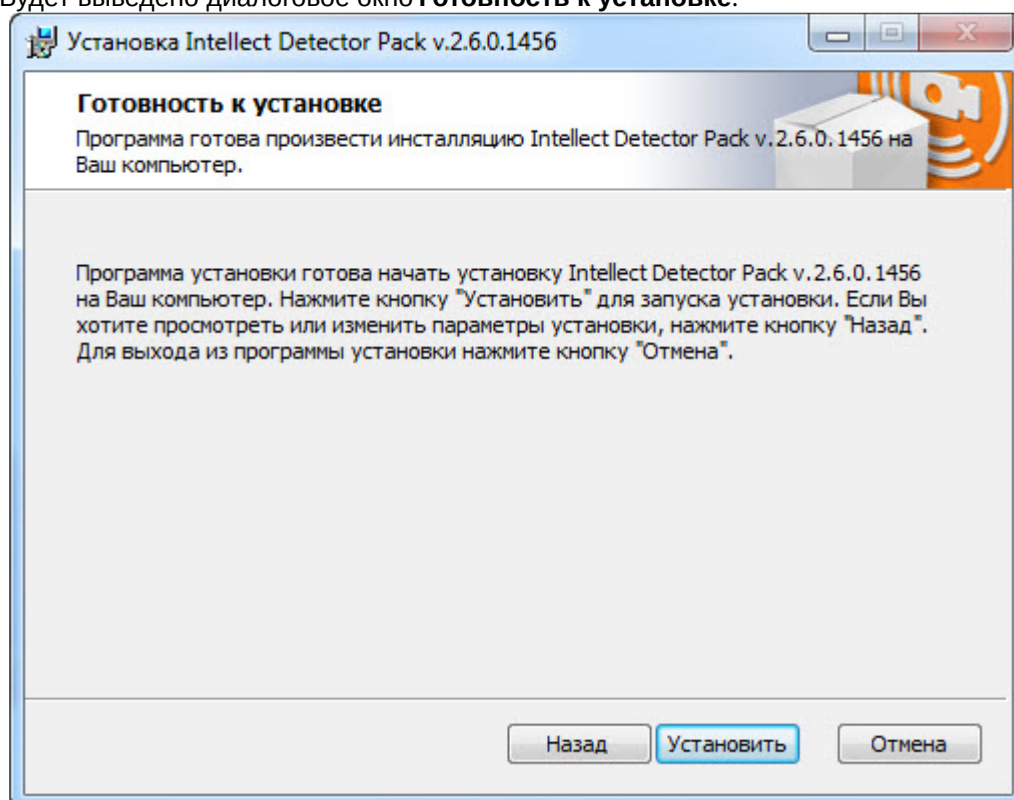 Будет выведено диалоговое окно Готовность к установке.
Установка Intellect Detector Pack v.2.6.0.1456
Готовность к установке
Программа готова произвести инсталляцию Intellect Detector Pack v.2.6.0.1456 на
Ваш компьютер.
Программа установки готова начать установку Intellect Detector Pack v.2.6.0.1456
на Ваш компьютер. Нажмите кнопку "Установить" для запуска установки. Если Вы
хотите просмотреть или изменить параметры установки, нажмите кнопку "Назад".
Для выхода из программы установки нажмите кнопку "Отмена".
Назад Установить Отмена